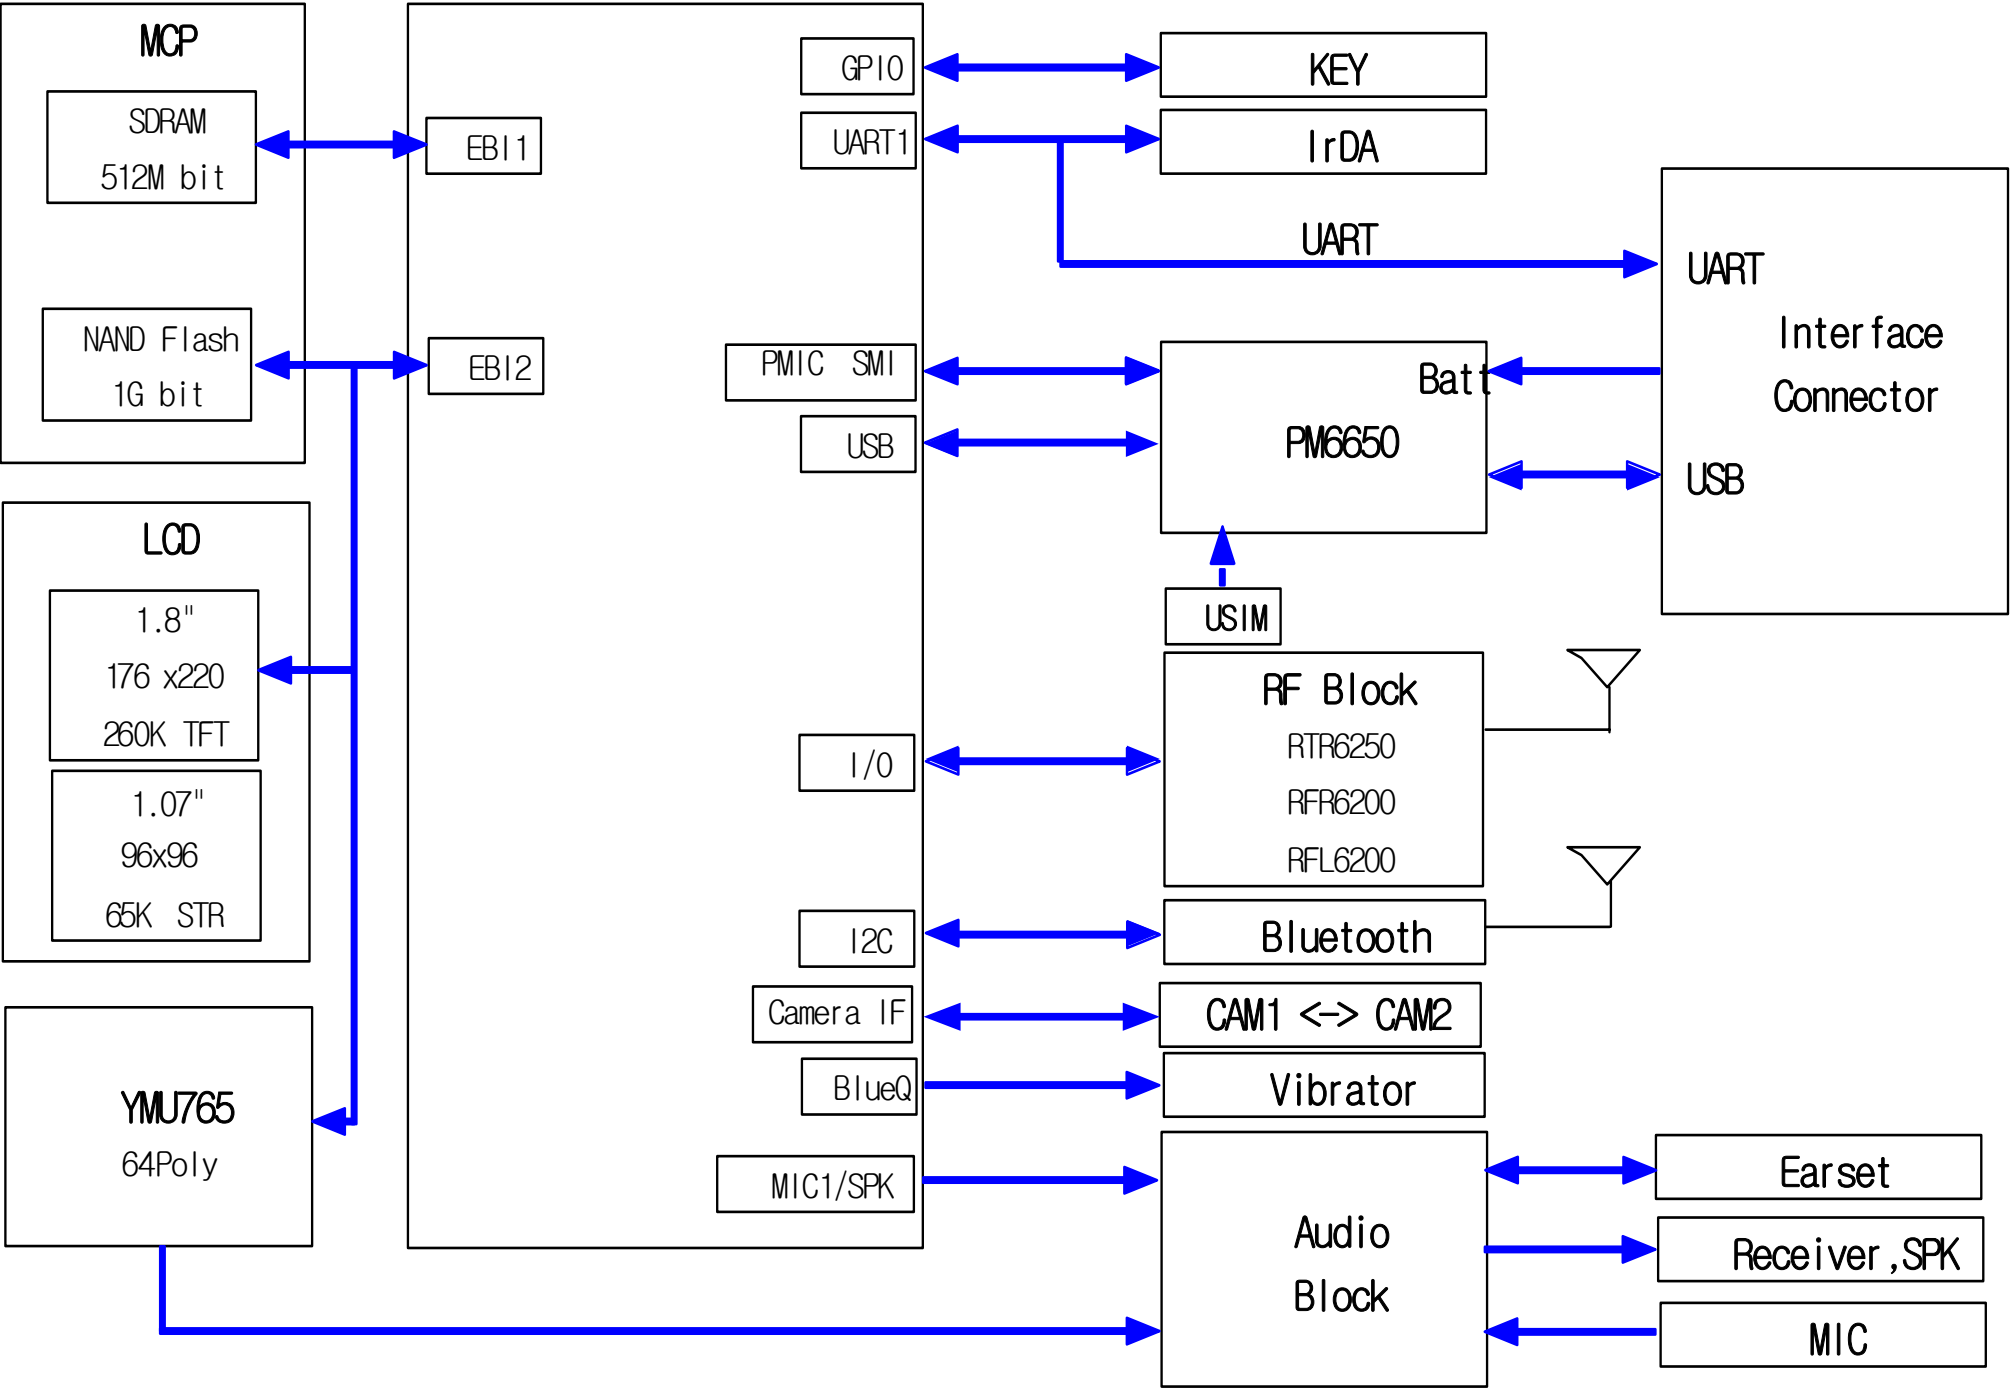 MCP
SDRAM
512M bit
NAND Flash
1G bit
LCD
1.8"
176 x220
260K TFT
1.07"
96x96
65K STR
YMU765
64Poly
EBI1
EBI2
GPIO
UART1
PMIC SMI
USB
I/O
I2C
Camera IF
BlueQ
MIC1/SPK
KEY
IrDA
UART
Batt
PM6650
USIM
RF Block
RTR6250
RFR6200
RFL6200
Bluetooth
CAM1 <-> CAM2
Vibrator
Audio
Block
UART
Interface
Connector
USB
Earset
Receiver,SPK
MIC